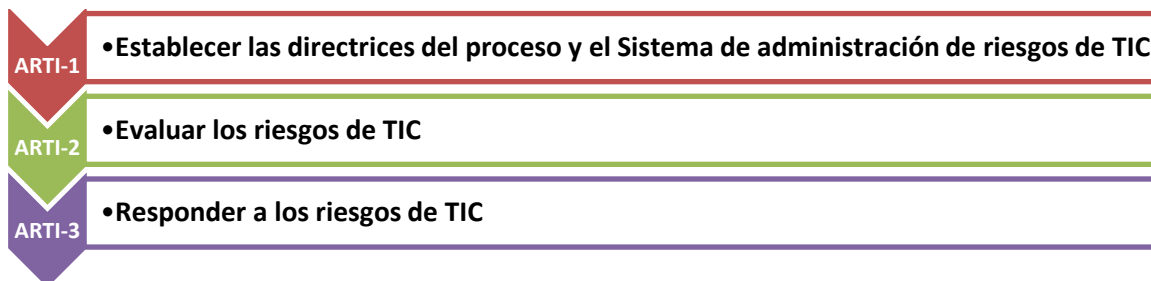 ARTI-1
•Establecer las directrices del proceso y el Sistema de administración de riesgos de TIC
ARTI-2
•Evaluar los riesgos de TIC
ARTI-3
•Responder a los riesgos de TIC